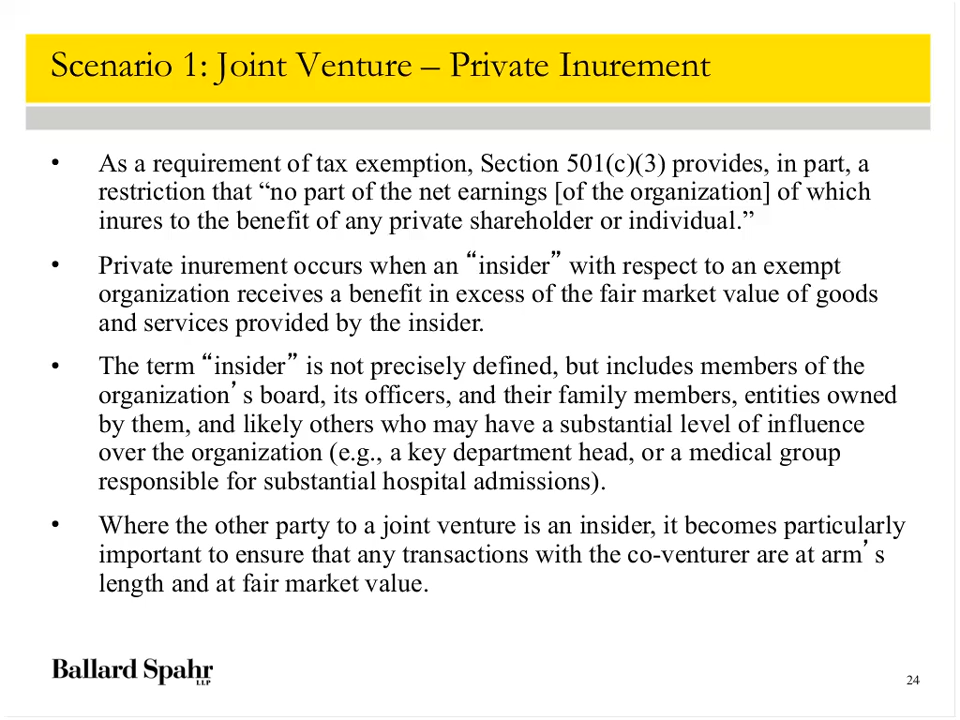 Scenario 1: Joint Venture – Private Inurement
• As a requirement of tax exemption, Section 501(c)(3) provides, in part, a
restriction that “no part of the net earnings [of the organization] of which
inures to the benefit of any private shareholder or individual.”
• Private inurement occurs when an “insider” with respect to an exempt
organization receives a benefit in excess of the fair market value of goods
and services provided by the insider.
• The term “insider” is not precisely defined, but includes members of the
organization’s board, its officers, and their family members, entities owned
by them, and likely others who may have a substantial level of influence
over the organization (e.g., a key department head, or a medical group
responsible for substantial hospital admissions).
• Where the other party to a joint venture is an insider, it becomes particularly
important to ensure that any transactions with the co-venturer are at arm’s
length and at fair market value.
Ballard Spahr
LLP
24